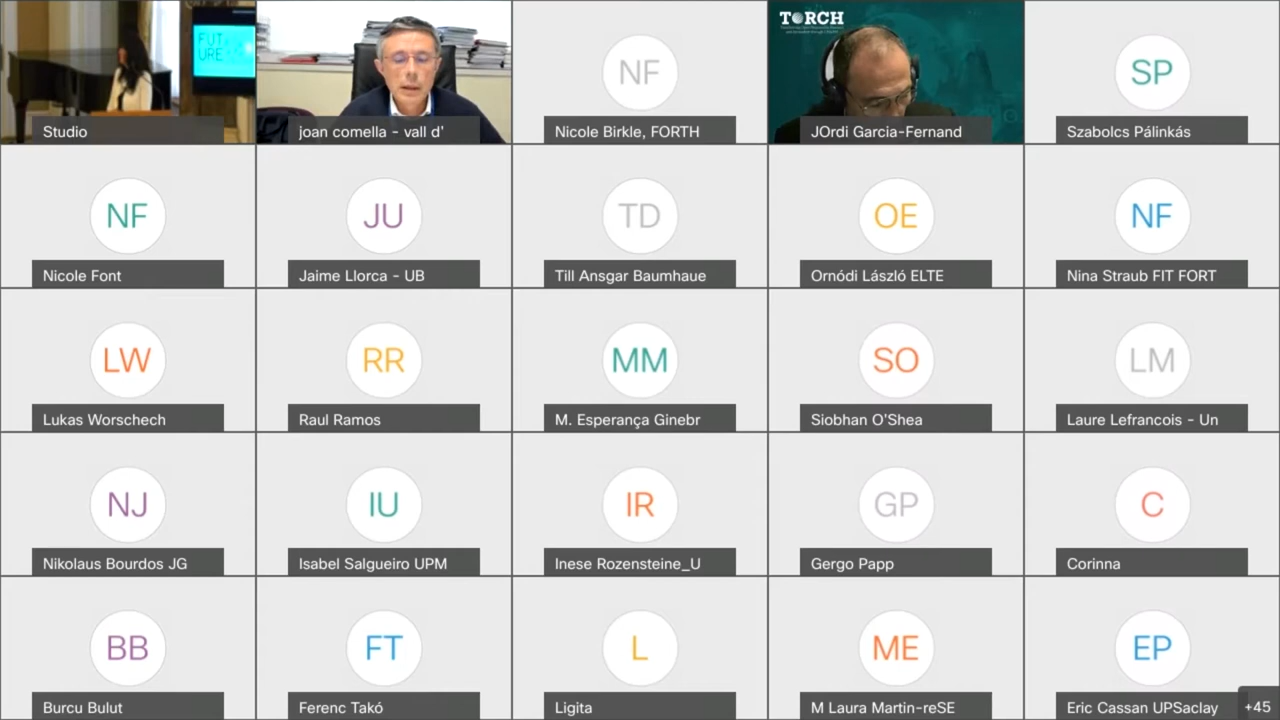 FUT
URE
Studio
joan comella - vall d'
NF
Nicole Birkle, FORTH
TORCH
JOrdi Garcia-Fernand
SP
Szabolcs Pálinkás
NF
Nicole Font
JU
Jaime Llorca - UB
TD
Till Ansgar Baumhaue
OE
Ornódi László ELTE
NF
Nina Straub FIT FORT
LW
Lukas Worschech
RR
Raul Ramos
MM
M. Esperança Ginebr
SO
Siobhan O'Shea
LM
Laure Lefrancois - Un
NJ
Nikolaus Bourdos JG
IU
Isabel Salgueiro UPM
IR
Inese Rozensteine_U
GP
Gergo Papp
C
Corinna
BB
Burcu Bulut
FT
Ferenc Takó
L
Ligita
ME
M Laura Martin-reSE
EP
Eric Cassan UPSaclay
+45